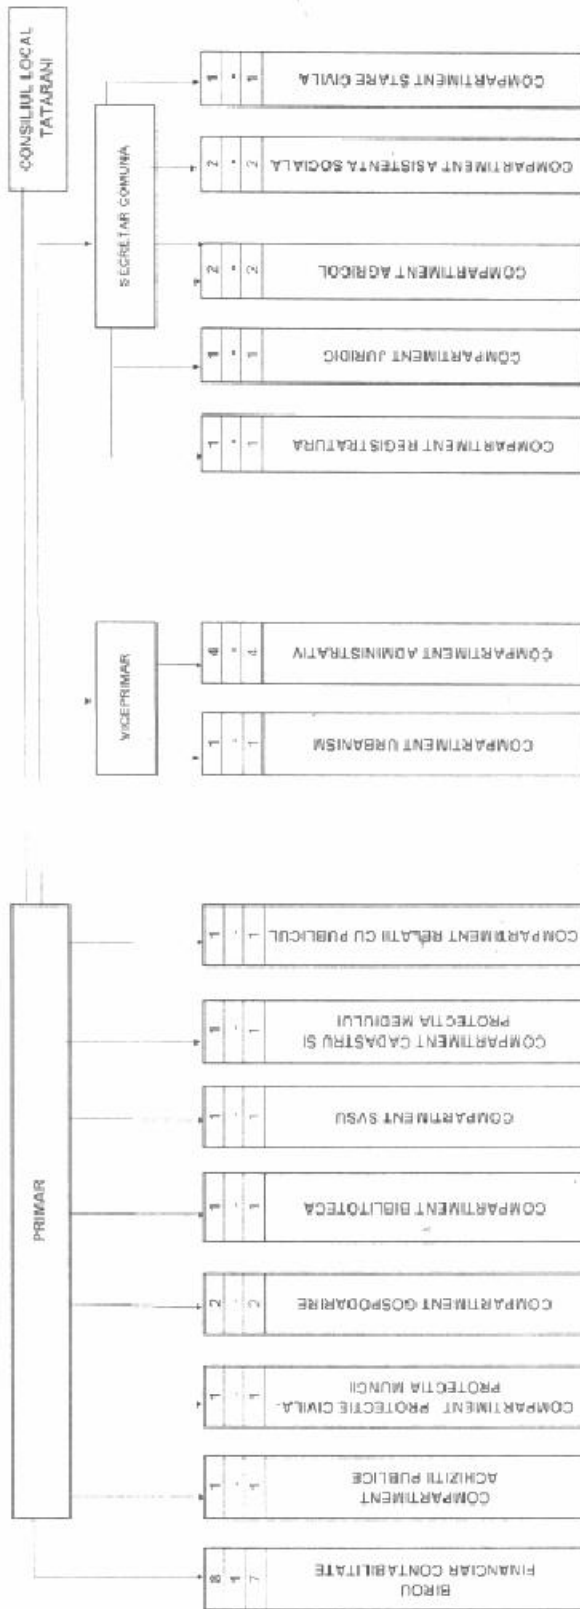 CONSILIUL LOCAL
TATARANI
PRIMAR
VICEPRIMAR
SECRETAR COMUNA
8
1
7
BIROU
FINANCIAR CONTABILITATE
1
-
1
COMPARTIMENT
ACHIZITII PUBLICE
1
-
1
COMPARTIMENT PROTECTIE CIVILA-
PROTECTIA MUNCII
2
-
2
COMPARTIMENT GOSPODARIRE
1
-
1
COMPARTIMENT BIBLITOTECA
1
-
1
COMPARTIMENT SVSU
1
-
1
COMPARTIMENT CADASTRU SI
PROTECTIA MEDIULUI
1
-
1
COMPARTIMENT RELATII CU PUBLICUL
1
-
1
COMPARTIMENT URBANISM
4
-
4
COMPARTIMENT ADMINISTRATIV
1
-
1
COMPARTIMENT REGISTRATURA
1
-
1
COMPARTIMENT JURIDIC
2
-
2
COMPARTIMENT AGRICOL
2
-
2
COMPARTIMENT ASISTENTA SOCIALA
1
-
1
COMPARTIMENT STARE CIVILA